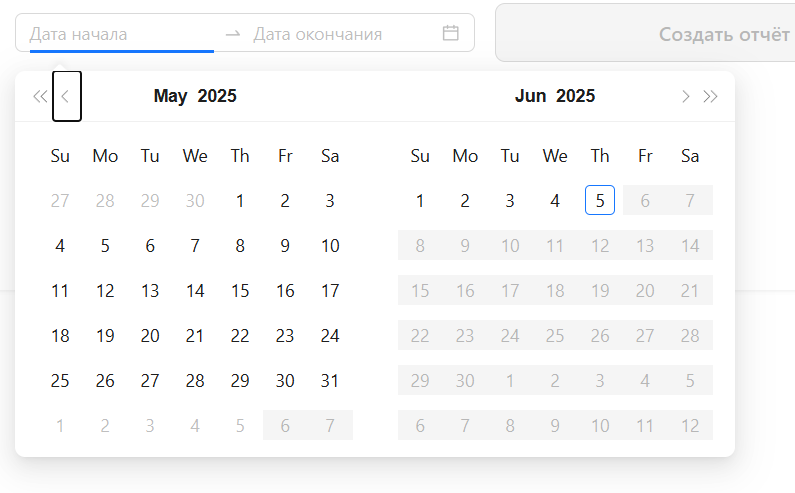 Дата начала Дата окончания Создать отчёт
May 2025 Jun 2025
Su Mo Tu We Th Fr Sa Su Mo Tu We Th Fr Sa
27 28 29 30 1 2 3 1 2 3 4 5 6 7
4 5 6 7 8 9 10 8 9 10 11 12 13 14
11 12 13 14 15 16 17 15 16 17 18 19 20 21
18 19 20 21 22 23 24 22 23 24 25 26 27 28
25 26 27 28 29 30 31 29 30 1 2 3 4 5
1 2 3 4 5 6 7 6 7 8 9 10 11 12